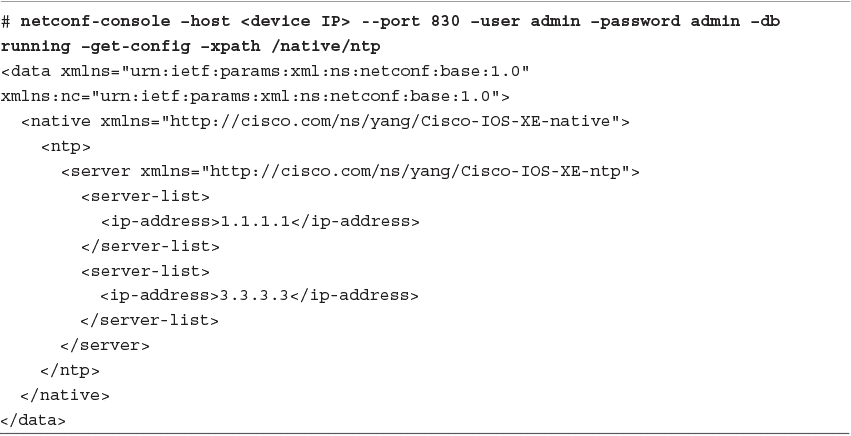 # netconf-console –host <device IP> --port 830 –user admin –password admin –db
running –get-config –xpath /native/ntp
<data xmlns="urn:ietf:params:xml:ns:netconf:base:1.0"
xmlns:nc="urn:ietf:params:xml:ns:netconf:base:1.0">
  <native xmlns="http://cisco.com/ns/yang/Cisco-IOS-XE-native">
    <ntp>
      <server xmlns="http://cisco.com/ns/yang/Cisco-IOS-XE-ntp">
        <server-list>
          <ip-address>1.1.1.1</ip-address>
        </server-list>
        <server-list>
          <ip-address>3.3.3.3</ip-address>
        </server-list>
      </server>
    </ntp>
  </native>
</data>